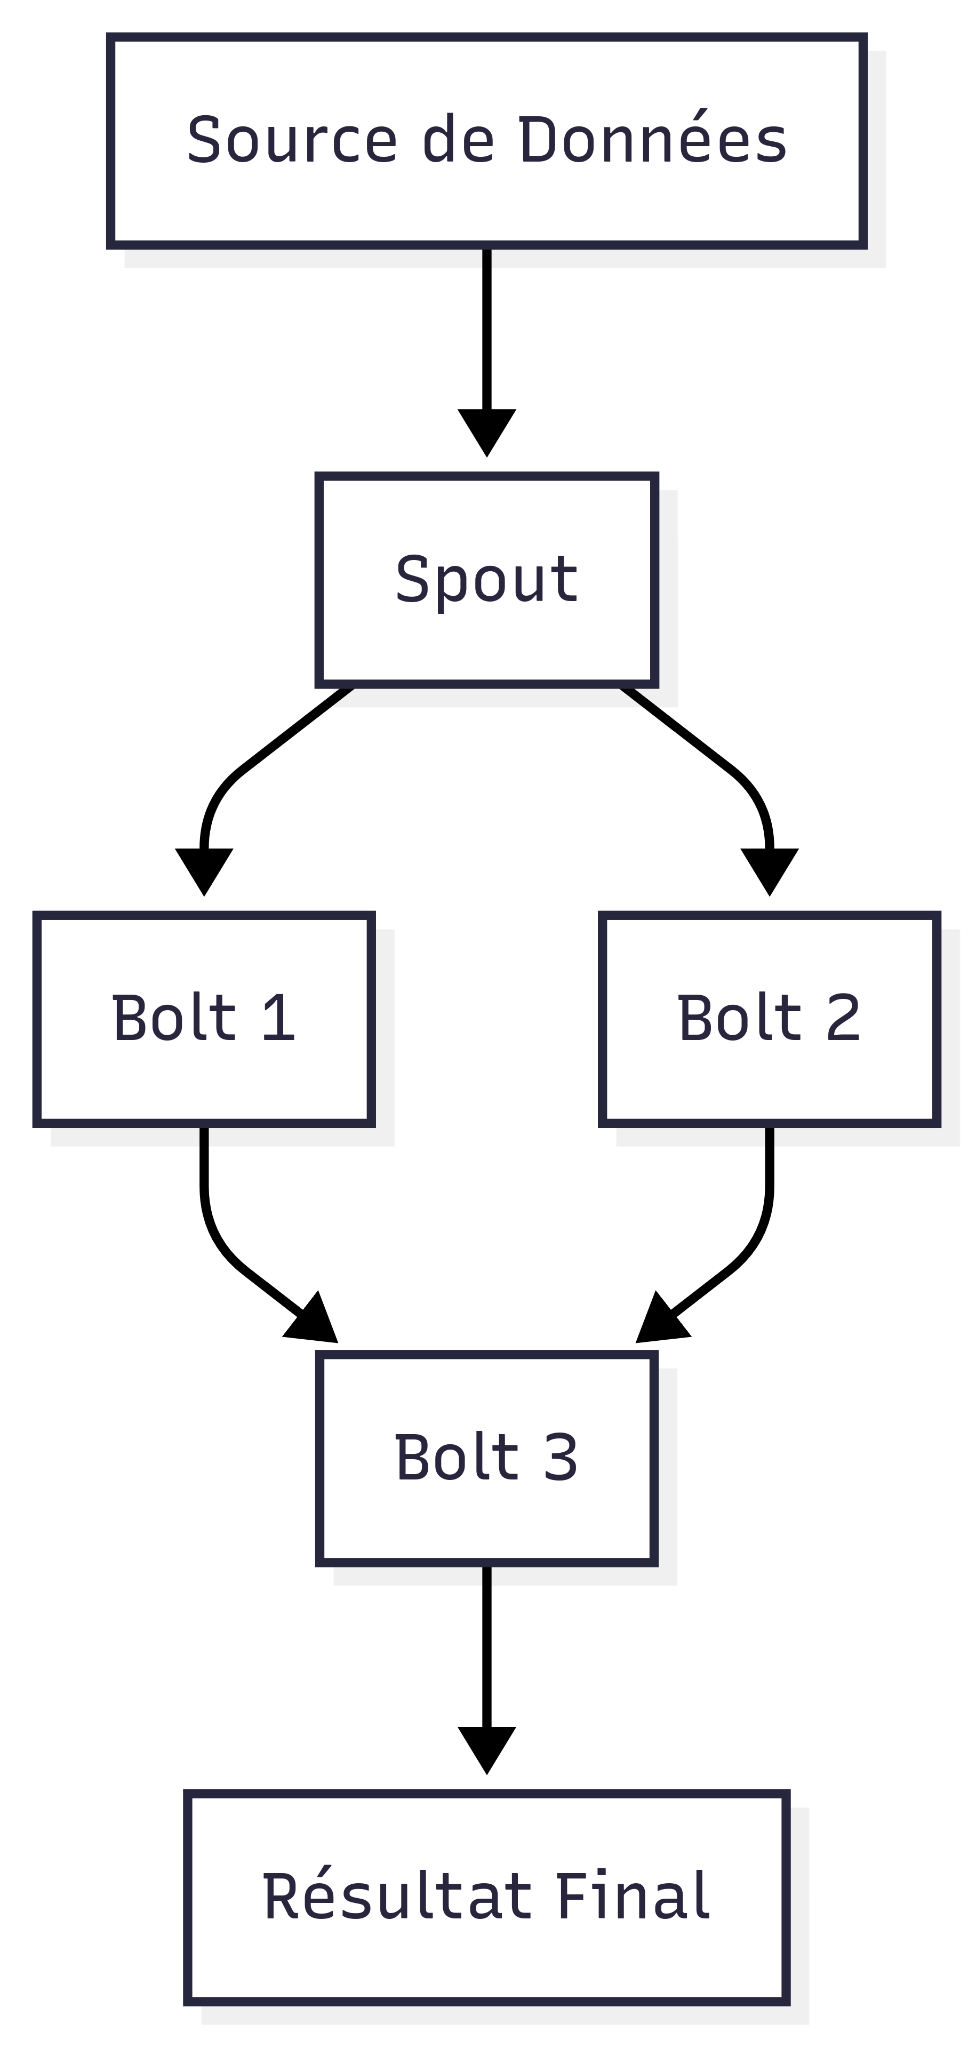 Source de Données
Spout
Bolt 1
Bolt 2
Bolt 3
Résultat Final